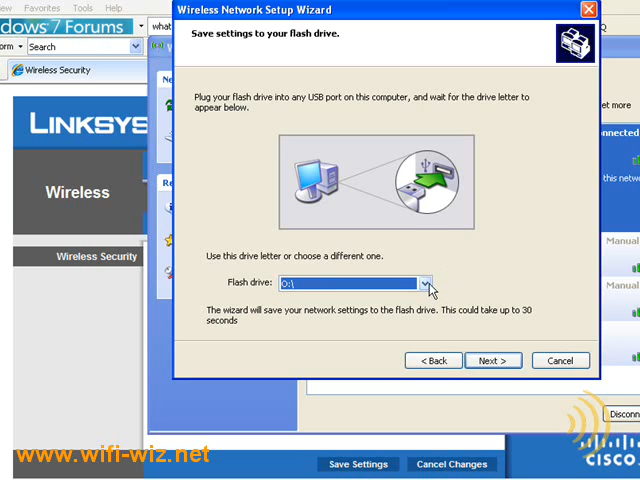 Wireless Network Setup Wizard
Favorites Tools Help
dows 7 Forums
what
orm Search
Wireless Security
Save settings to your flash drive.
Plug your flash drive into any USB port on this computer, and wait for the drive letter to
appear below.
et more
LINKSYS
onnected
this netw
Wireless
Wireless Security
Manual
Manual
Use this drive letter or choose a different one.
Flash drive: O:\
The wizard will save your network settings to the flash drive. This could take up to 30
seconds
< Back Next > Cancel
Disconn
www.wifi-wiz.net
Save Settings Cancel Changes
CISCO